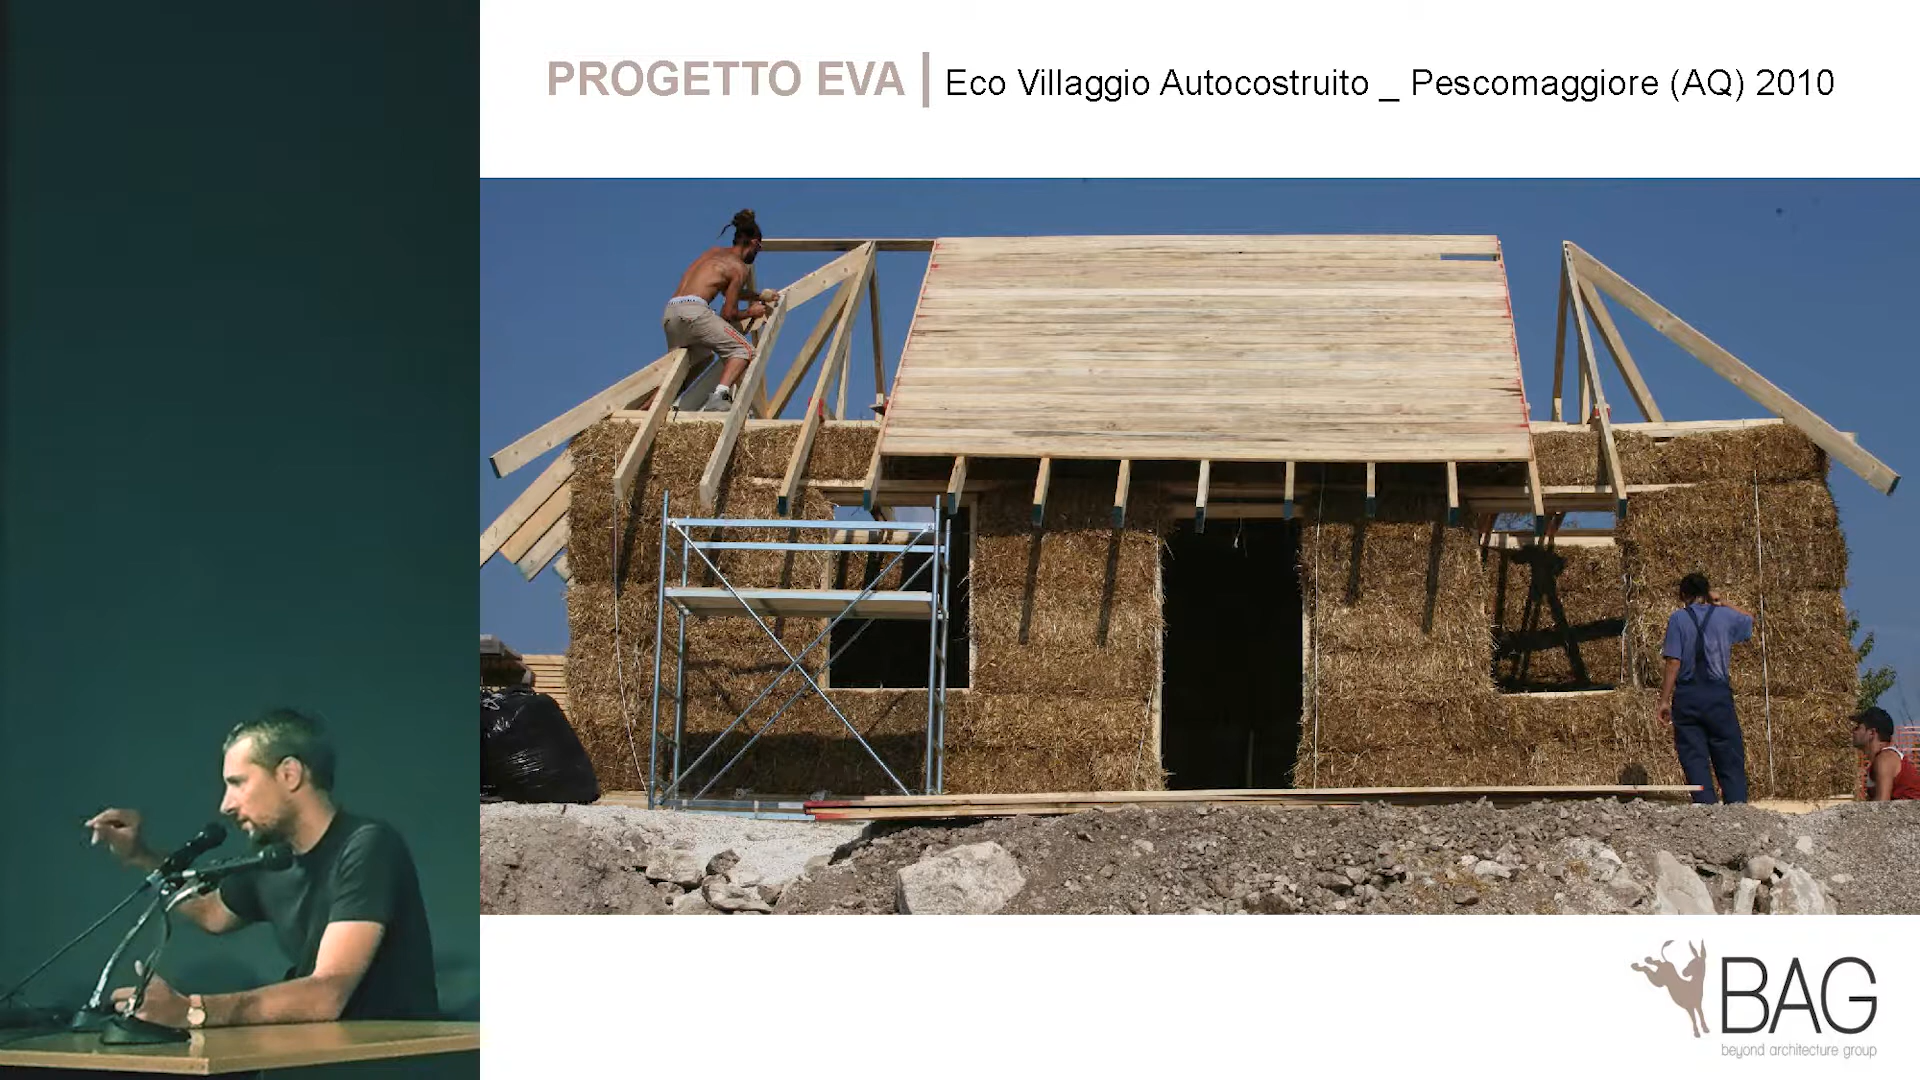 PROGETTO EVA | Eco Villaggio Autocostruito _ Pescomaggiore (AQ) 2010
BAG
beyond architecture group